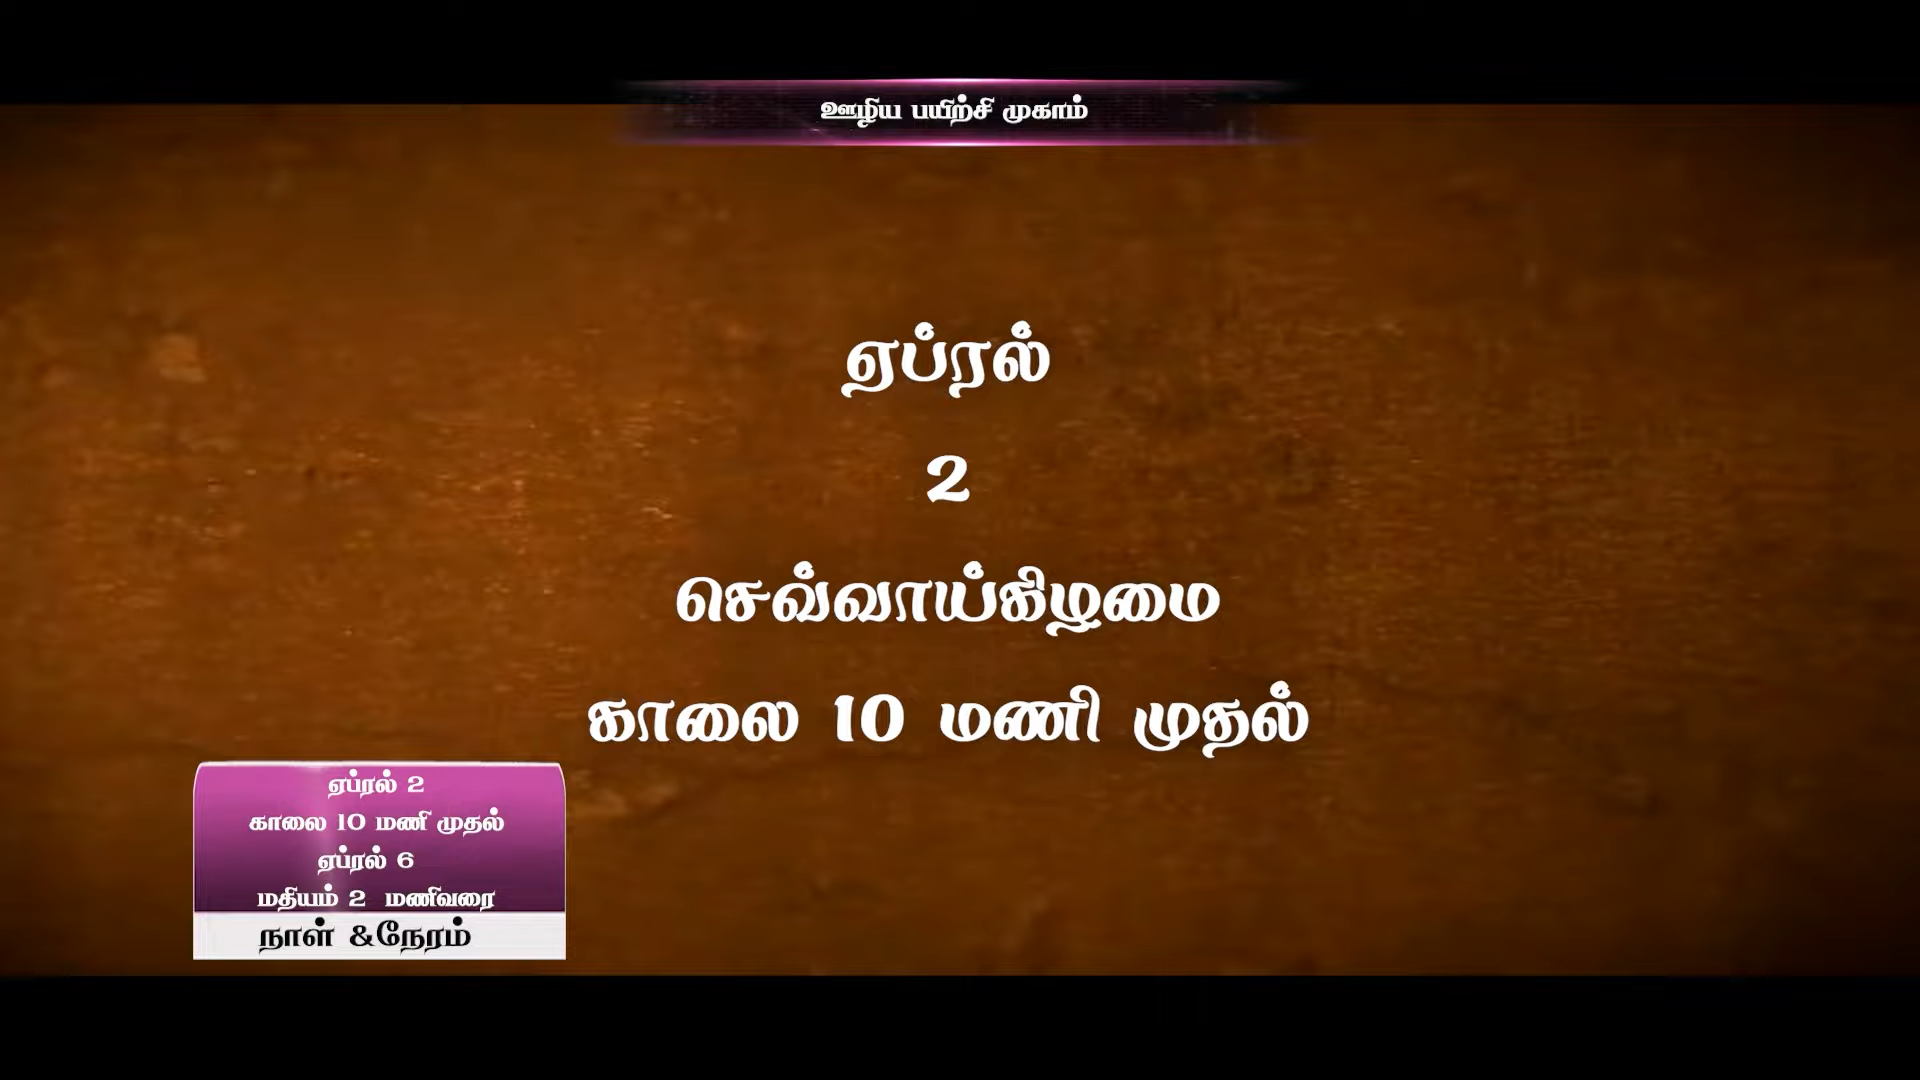 ஊழிய பயிற்சி முகாம்
ஏப்ரல்
2
செவ்வாய்கிழமை
காலை 10 மணி முதல்
ஏப்ரல் 2
காலை 10 மணி முதல்
ஏப்ரல் 6
மதியம் 2 மணிவரை
நாள் &நேரம்